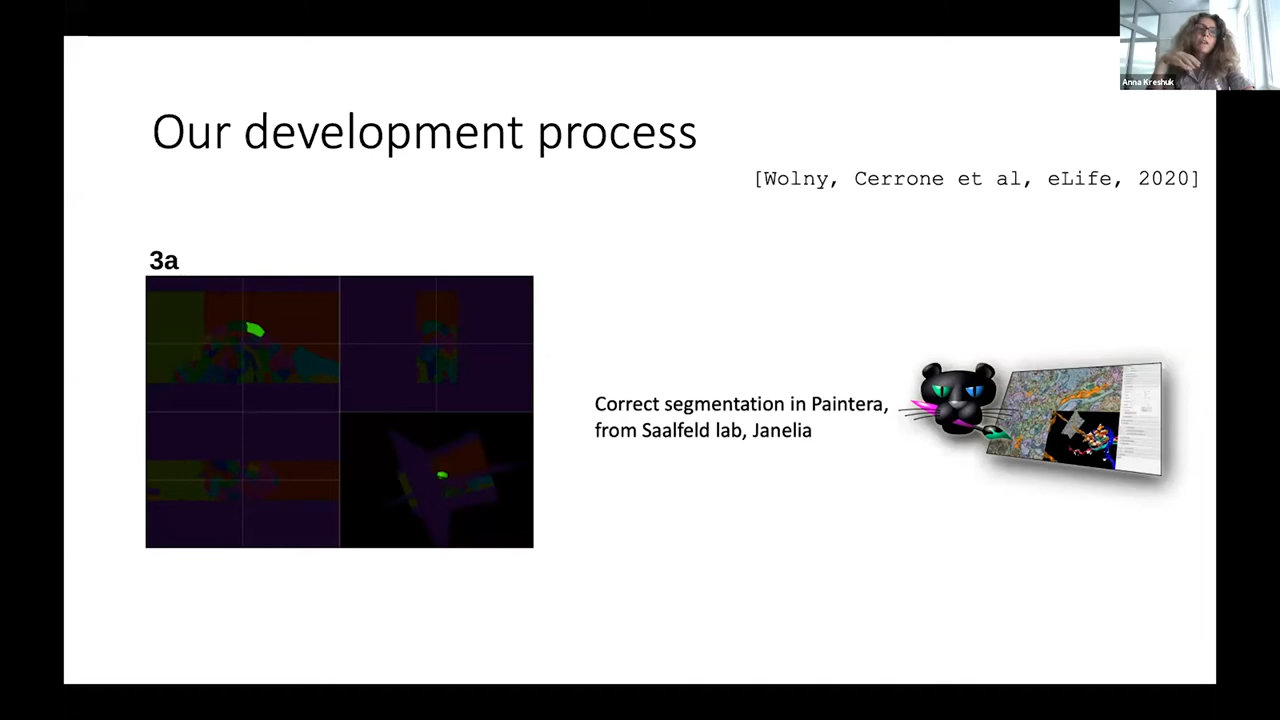 Anna Kreshuk
Our development process
[Wolny, Cerrone et al, eLife, 2020]
3a
Correct segmentation in Paintera,
from Saalfeld lab, Janelia